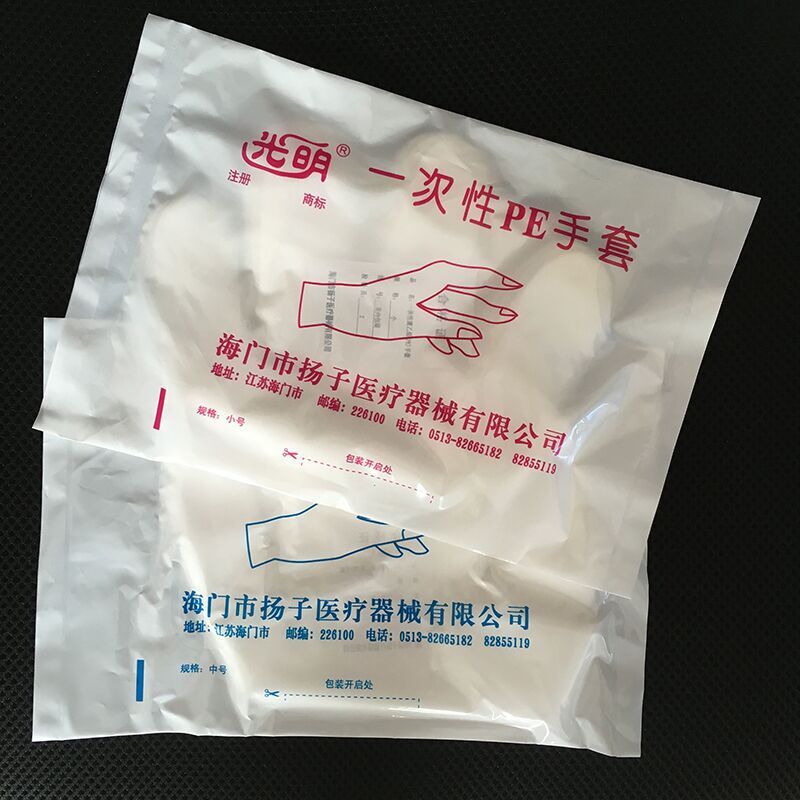 光明®
注册 商标
一次性PE手套
海门市扬子医疗器械有限公司
地址:江苏海门市 邮编:226100 电话:0513-82665182 82855119
规格:小号
包装开启处
海门市扬子医疗器械有限公司
地址:江苏海门市 邮编:226100 电话:0513-82665182 82855119
规格:中号
包装开启处